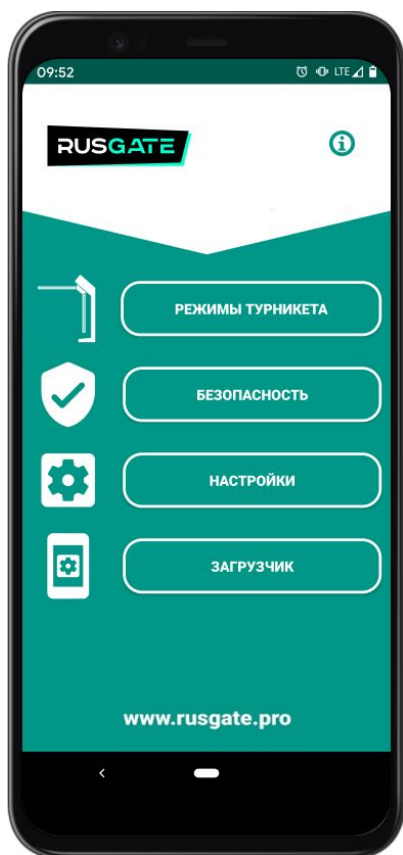 09:52
LTE
RUSGATE
РЕЖИМЫ ТУРНИКЕТА
БЕЗОПАСНОСТЬ
НАСТРОЙКИ
ЗАГРУЗЧИК
www.rusgate.pro